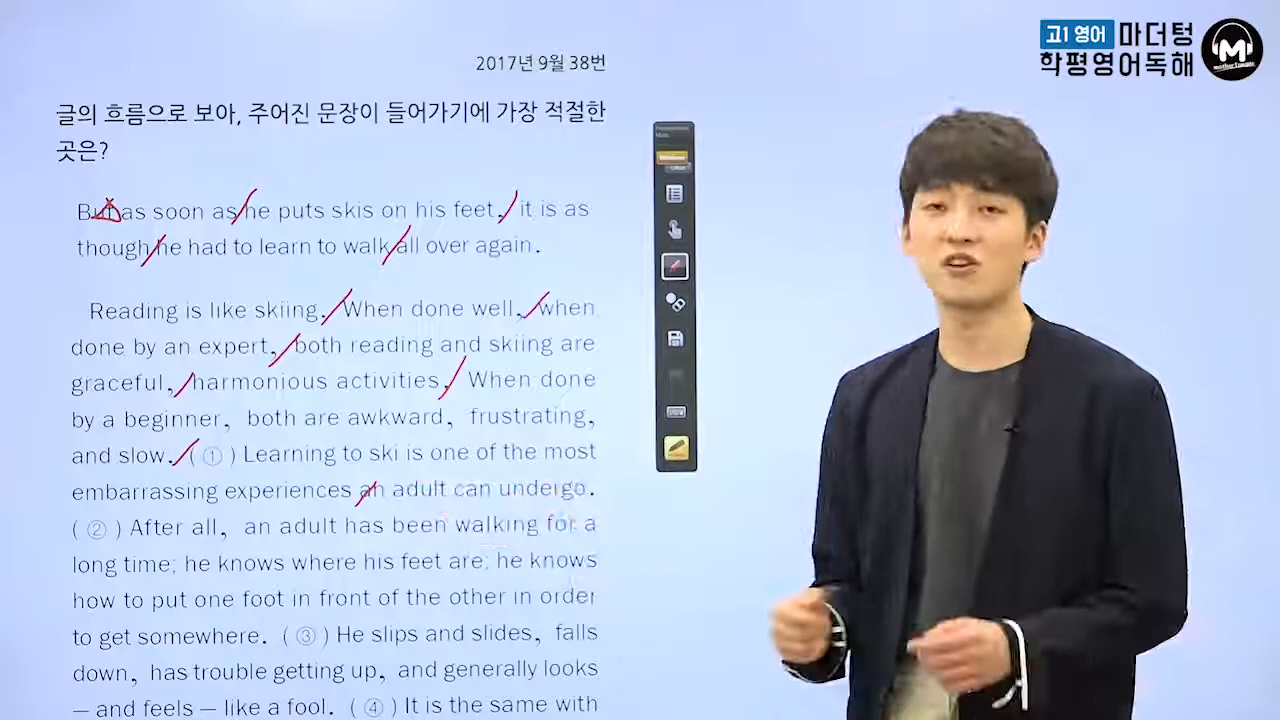 고1 영어 마더텅
학평영어독해
M
2017년 9월 38번
글의 흐름으로 보아, 주어진 문장이 들어가기에 가장 적절한
곳은?
But as soon as he puts skis on his feet, it is as
though he had to learn to walk all over again.
Reading is like skiing. When done well, when
done by an expert, both reading and skiing are
graceful, harmonious activities. When done
by a beginner, both are awkward, frustrating,
and slow. ( ① ) Learning to ski is one of the most
embarrassing experiences an adult can undergo.
( ② ) After all, an adult has been walking for a
long time; he knows where his feet are; he knows
how to put one foot in front of the other in order
to get somewhere. ( ③ ) He slips and slides, falls
down, has trouble getting up, and generally looks
— and feels — like a fool. ( ④ ) It is the same with